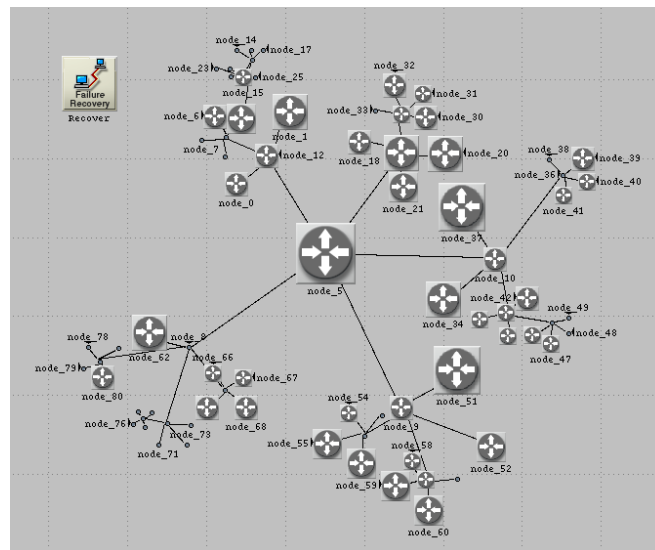 node_14
node_17
node_32
node_23
node_25
node_31
Failure
Recovery
Recover
node_15
node_33
node_30
node_6
node_1
node_38
node_39
node_7
node_12
node_18
node_20
node_36
node_40
node_0
node_21
node_41
node_37
node_5
node_10
node_42
node_49
node_34
node_48
node_78
node_8
node_47
node_62
node_66
node_79
node_67
node_51
node_80
node_54
node_9
node_76
node_73
node_68
node_58
node_55
node_52
node_71
node_59
node_60